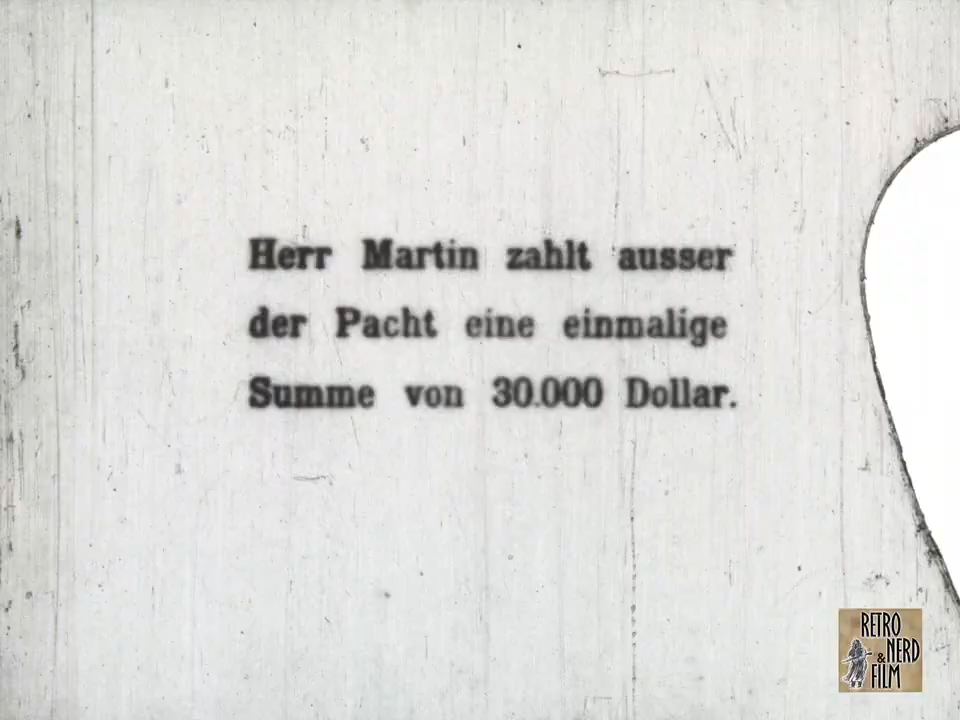 Herr Martin zahlt ausser
der Pacht eine einmalige
Summe von 30.000 Dollar.
RETRO
& NERD
FILM